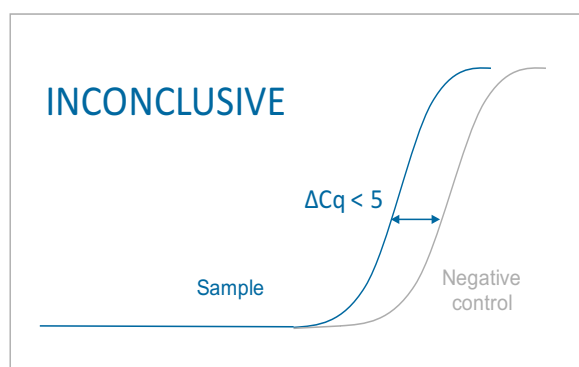 INCONCLUSIVE
ΔCq < 5
Sample
Negative
control